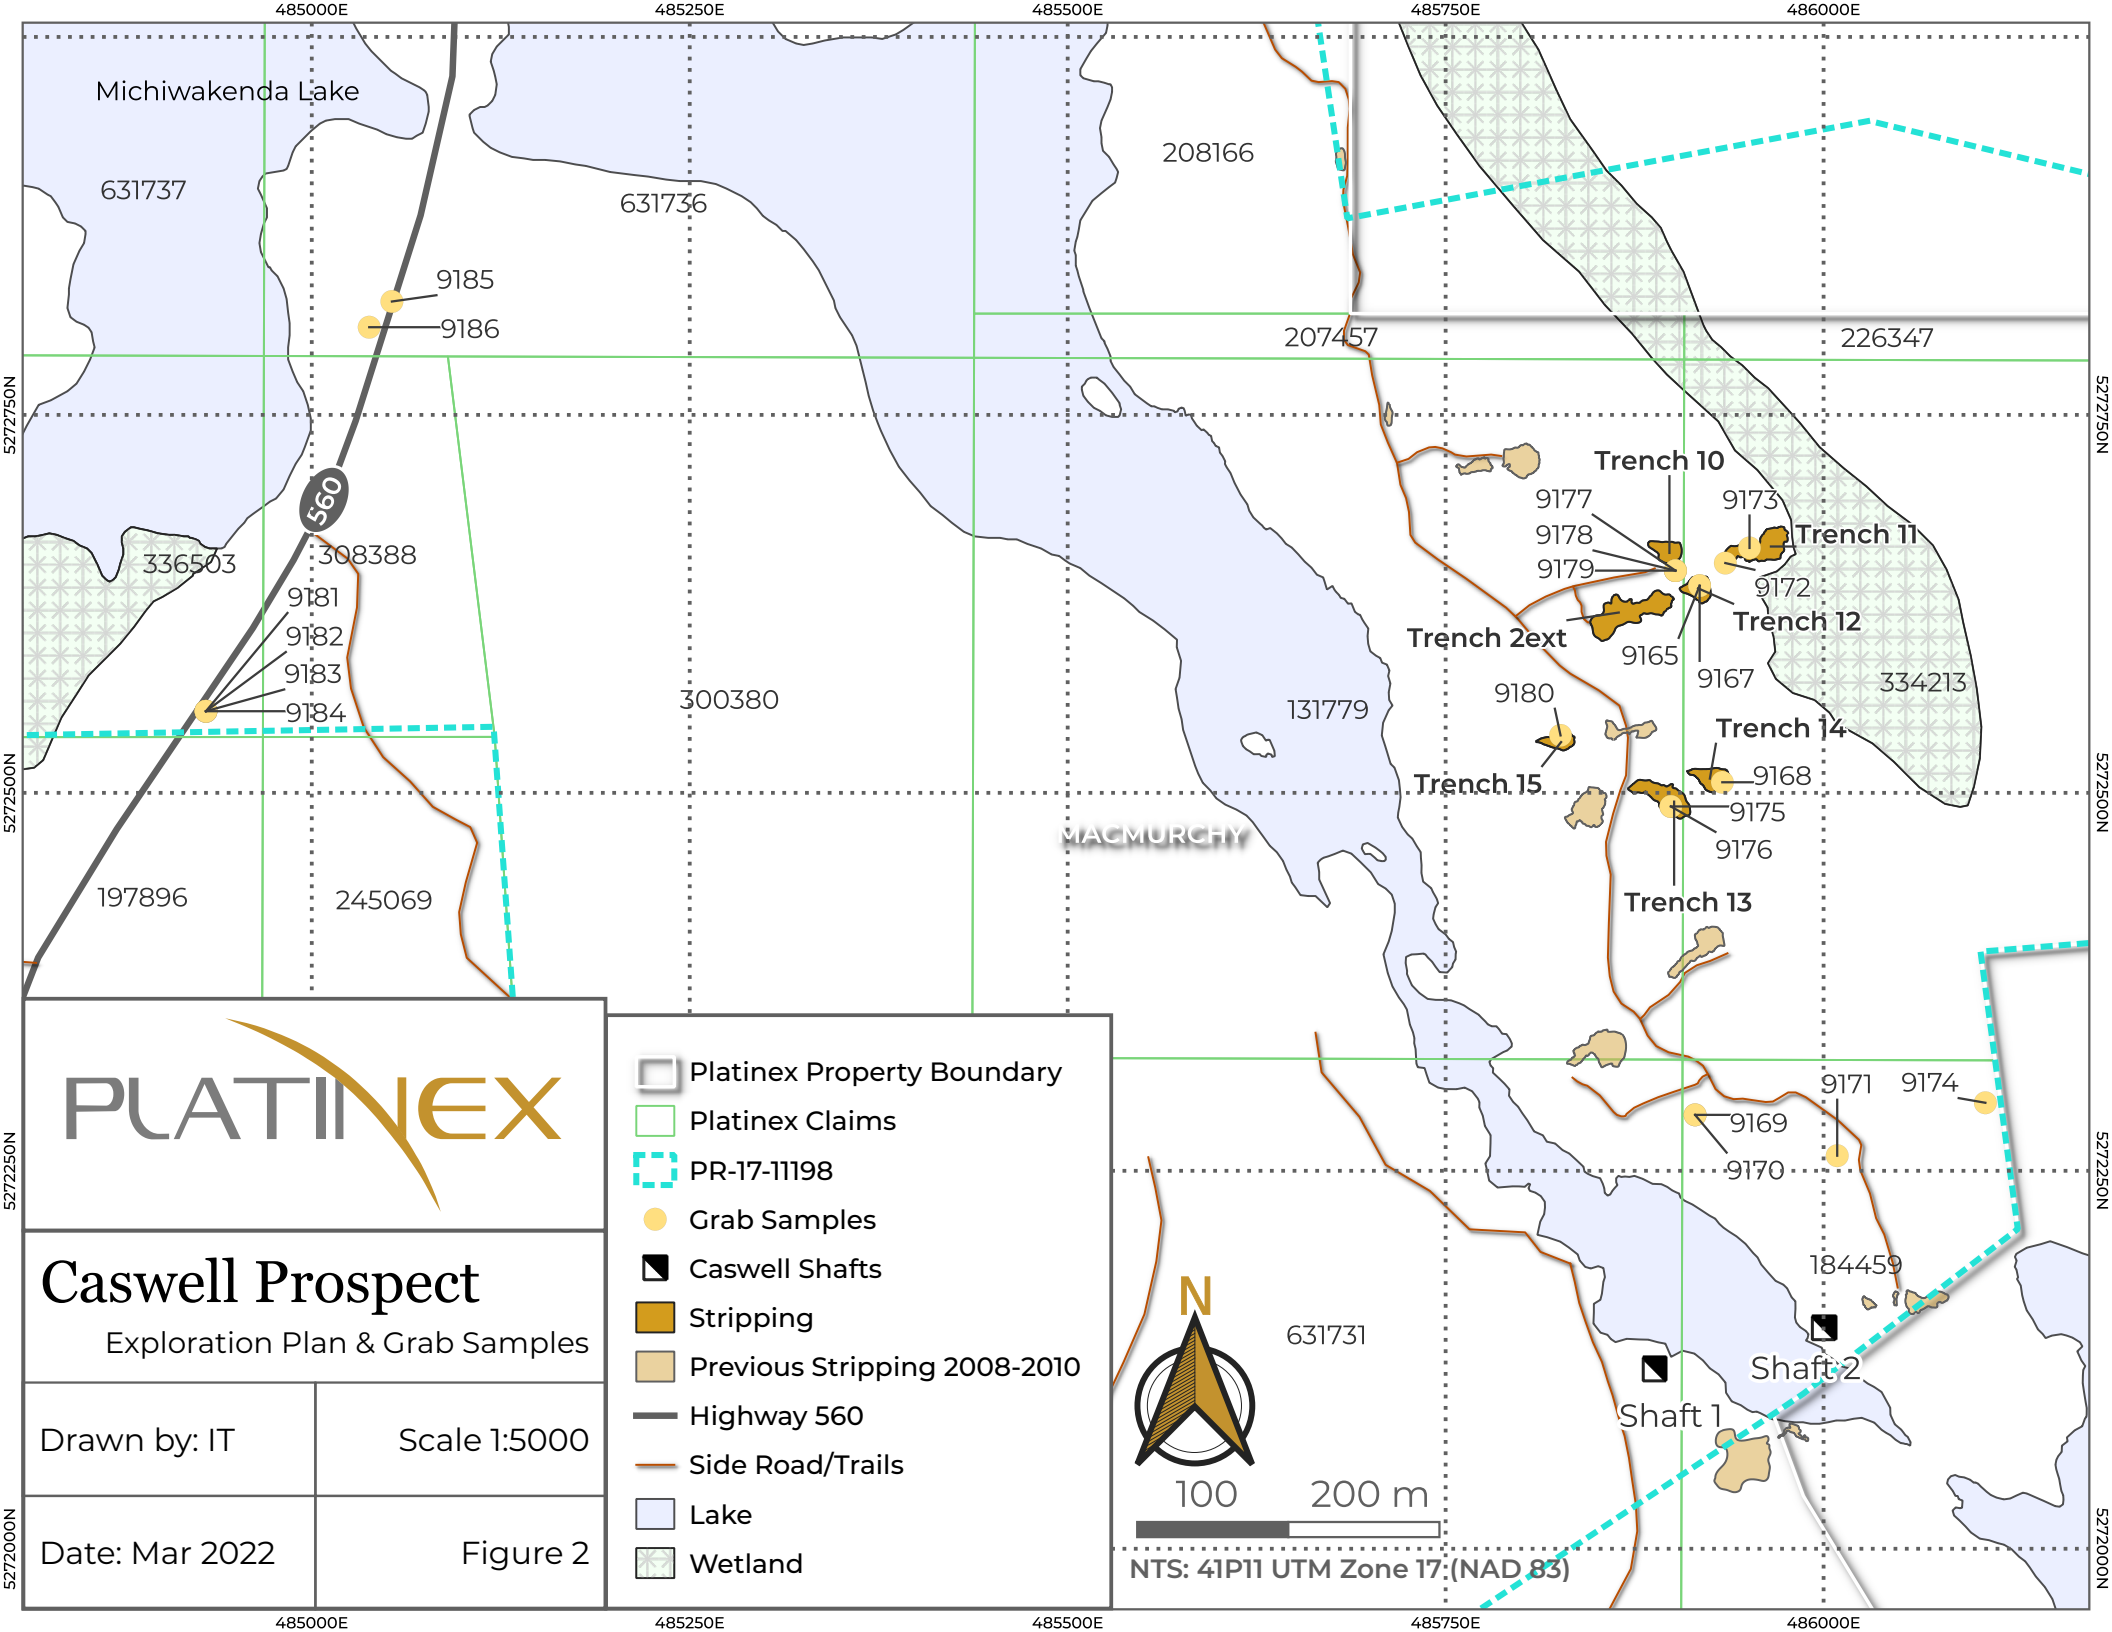 485000E
485250E
485500E
485750E
486000E
Michiwakenda Lake
208166
631737
631736
9185
9186
207457
226347
5272750N
5272750N
Trench 10
560
9177
9173
9178
Trench 11
336503
308388
9179
9172
9181
Trench 12
9182
Trench 2ext
9165
9183
9167
334213
9180
300380
131779
9184
Trench 14
9168
Trench 15
5272500N
5272500N
9175
MACMURCHY
9176
197896
245069
Trench 13
PLATINEX
Platinex Property Boundary
9171
9174
Platinex Claims
9169
5272250N
5272250N
PR-17-11198
9170
Grab Samples
Caswell Prospect
Caswell Shafts
184459
N
Stripping
Exploration Plan & Grab Samples
631731
Previous Stripping 2008-2010
Shaft 2
Highway 560
Shaft 1
Drawn by: IT
Scale 1:5000
Side Road/Trails
100
200 m
Lake
5272000N
5272000N
Date: Mar 2022
Figure 2
Wetland
NTS: 41P11 UTM Zone 17 (NAD 83)
485000E
485250E
485500E
485750E
486000E